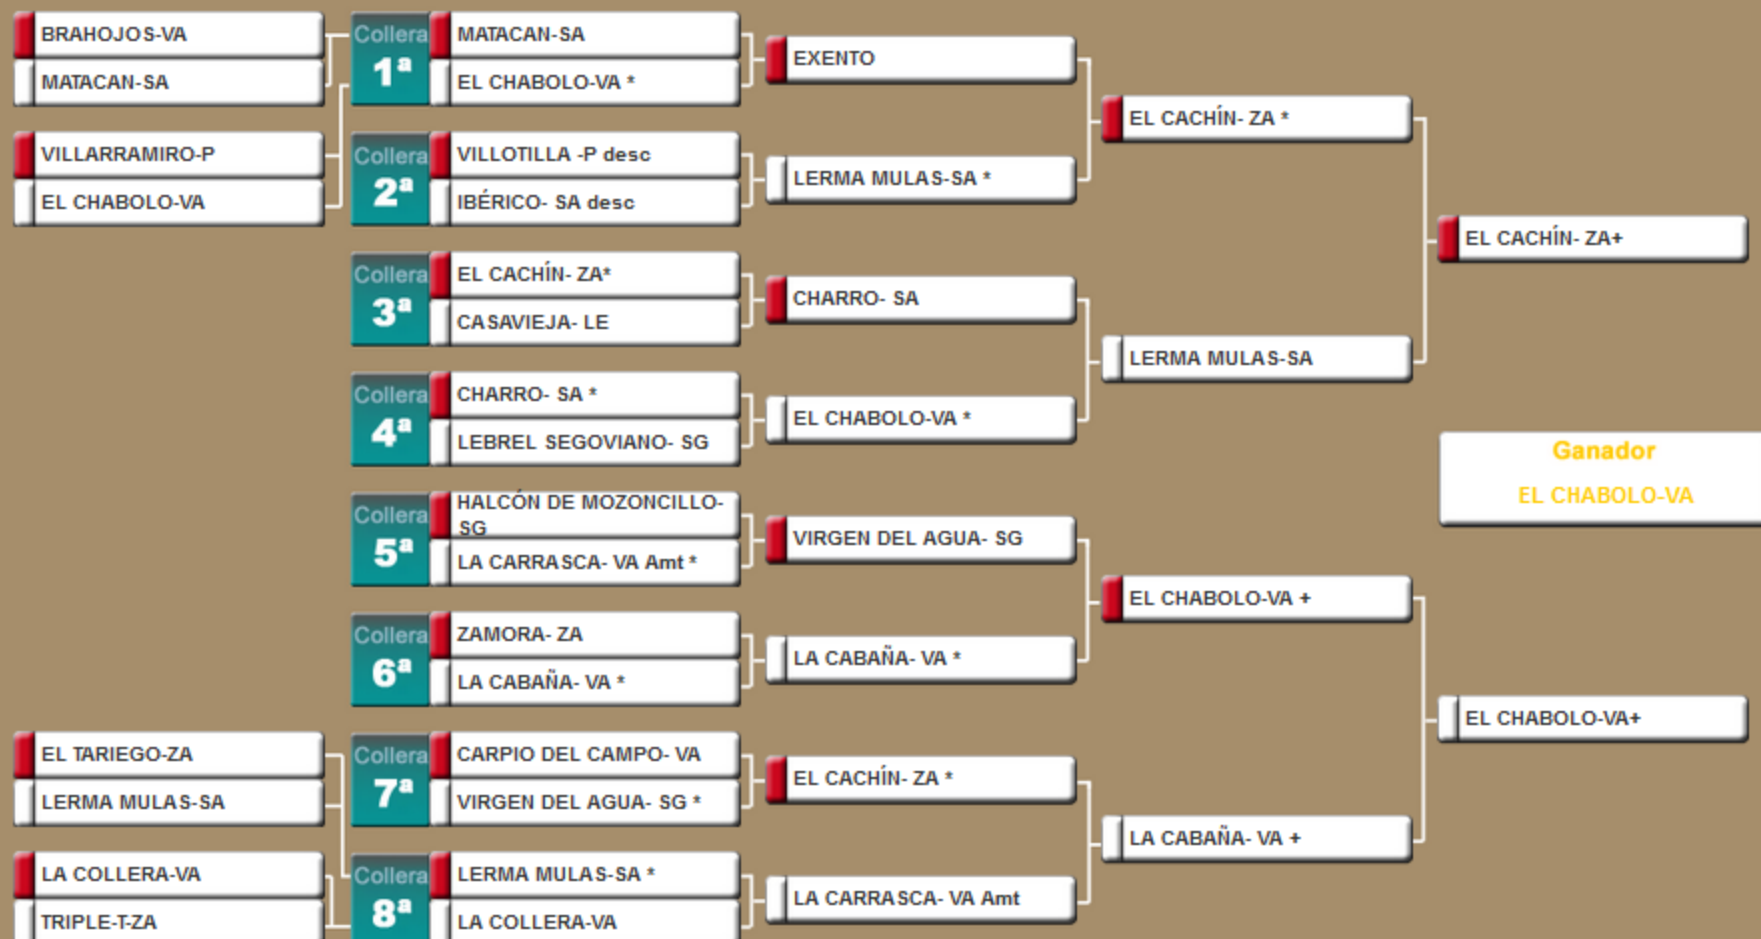 BRAHOJOS-VA
MATACAN-SA
VILLARRAMIRO-P
EL CHABOLO-VA
EL TARIEGO-ZA
LERMA MULAS-SA
LA COLLERA-VA
TRIPLE-T-ZA
Collera
1ª
MATACAN-SA
EL CHABOLO-VA *
Collera
2ª
VILLOTILLA -P desc
IBÉRICO- SA desc
Collera
3ª
EL CACHÍN- ZA*
CASAVIEJA- LE
Collera
4ª
CHARRO- SA *
LEBREL SEGOVIANO- SG
Collera
5ª
HALCÓN DE MOZONCILLO-
SG
LA CARRASCA- VA Amt *
Collera
6ª
ZAMORA- ZA
LA CABAÑA- VA *
Collera
7ª
CARPIO DEL CAMPO- VA
VIRGEN DEL AGUA- SG *
Collera
8ª
LERMA MULAS-SA *
LA COLLERA-VA
EXENTO
LERMA MULAS-SA *
CHARRO- SA
EL CHABOLO-VA *
VIRGEN DEL AGUA- SG
LA CABAÑA- VA *
EL CACHÍN- ZA *
LA CARRASCA- VA Amt
EL CACHÍN- ZA *
LERMA MULAS-SA
EL CHABOLO-VA +
LA CABAÑA- VA +
EL CACHÍN- ZA+
EL CHABOLO-VA+
Ganador
EL CHABOLO-VA